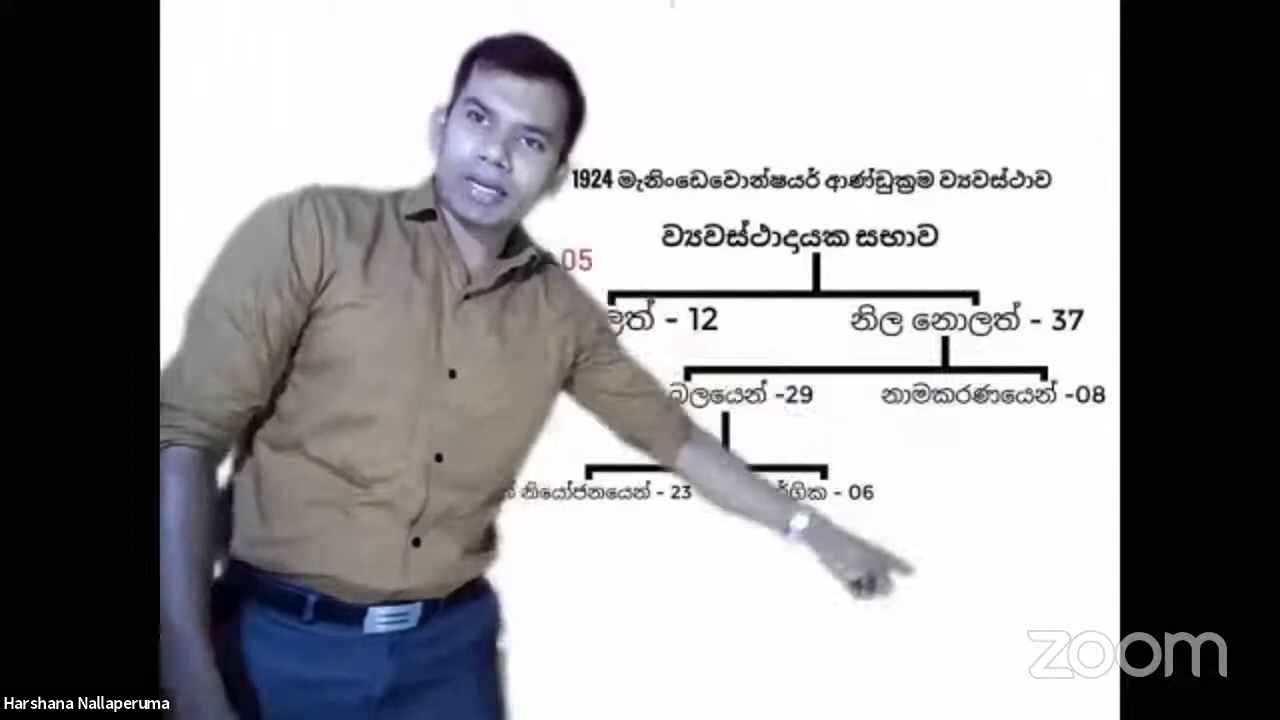 1924 මැනිංඩෙවොන්ෂයර් ආණ්ඩුක්‍රම ව්‍යවස්ථාව
ව්‍යවස්ථාදායක සභාව
05
- 12
නිල නොලත් - 37
බලයෙන් -29
නාමකරණයෙන් -08
නියෝජනයෙන් - 23
- 06
zoom
Harshana Nallaperuma